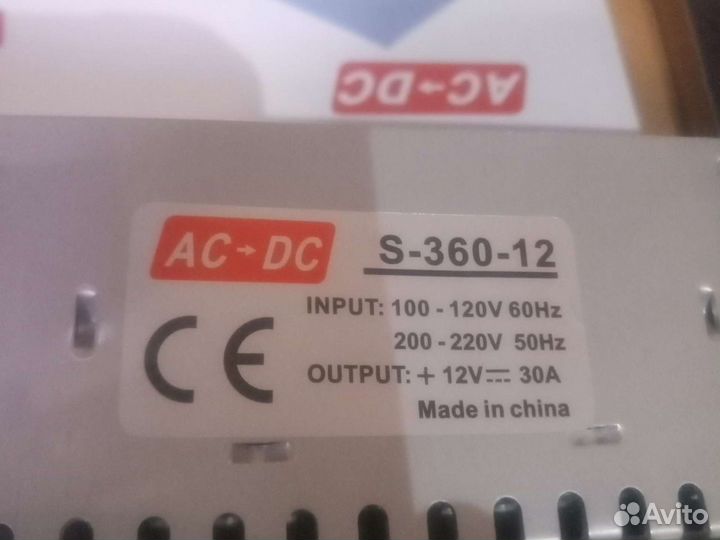 AC→DC
AC→DC S-360-12
INPUT: 100 - 120V 60Hz
200 - 220V 50Hz
CE
OUTPUT: + 12V⎓ 30A
Made in china
Avito